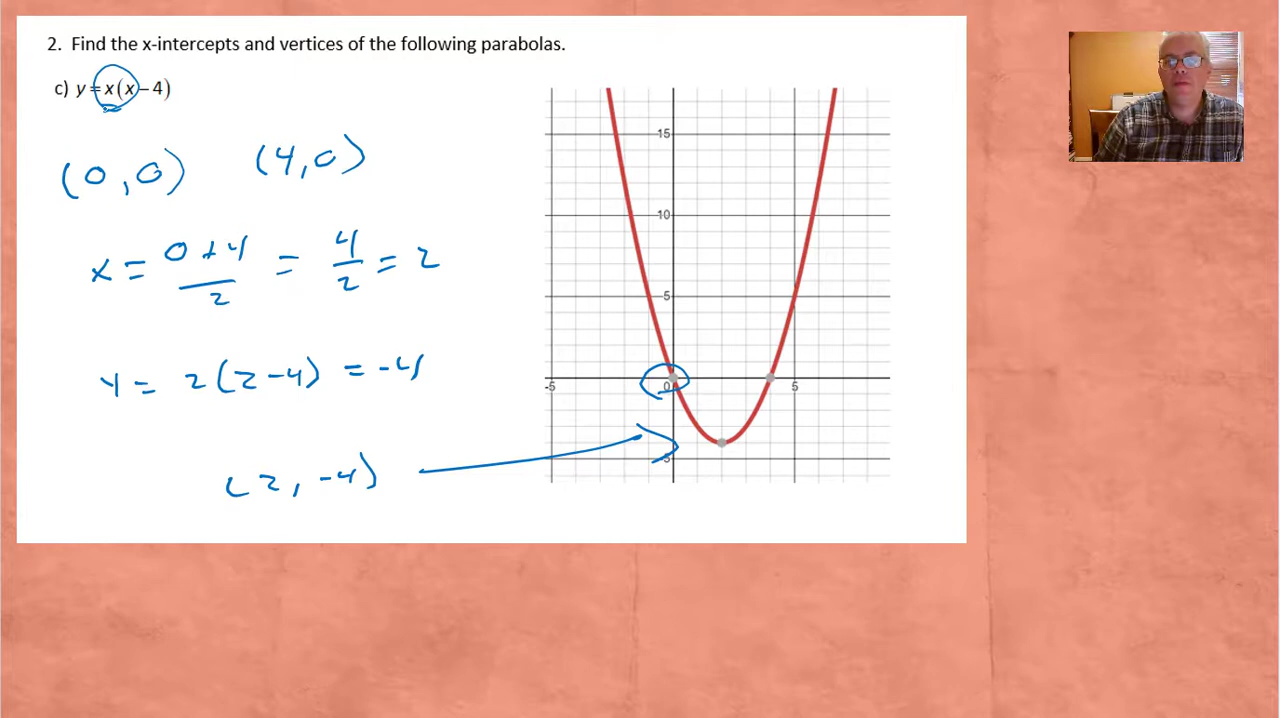 2. Find the x-intercepts and vertices of the following parabolas.
c) y = x(x − 4)
(0, 0) (4, 0)
x = 0 + 4 / 2 = 4 / 2 = 2
y = 2(2 − 4) = −4
(2, −4)
15
10
5
-5 0 5
-5